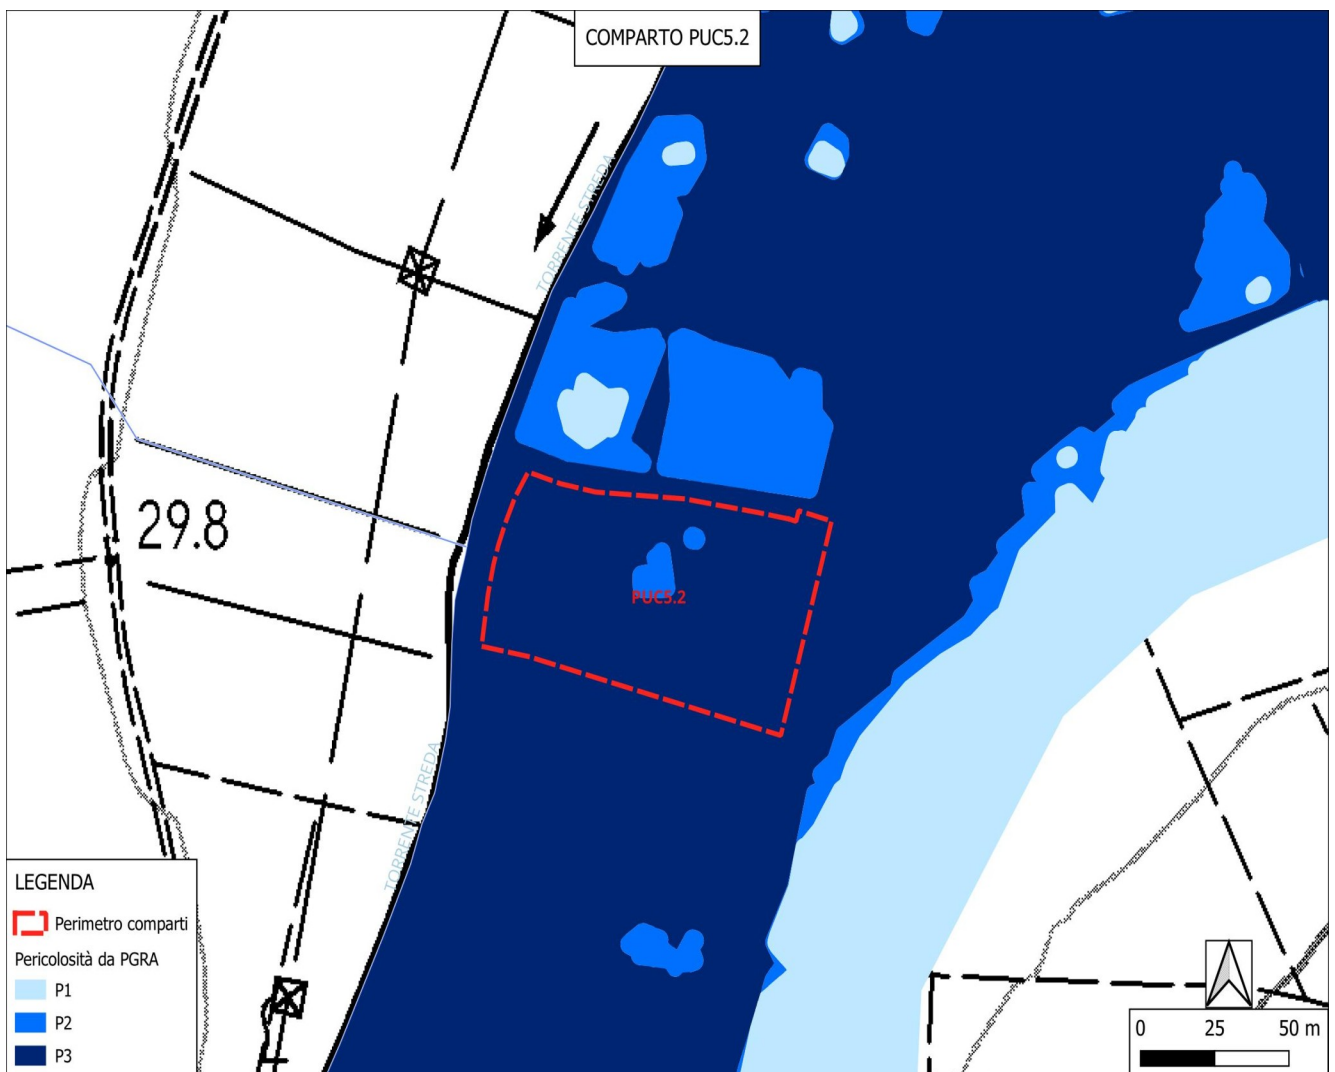 COMPARTO PUC5.2
TORRENTE STREDA
29.8
PUC5.2
TORRENTE STREDA
LEGENDA
Perimetro comparti
Pericolosità da PGRA
P1
P2
P3
0 25 50 m